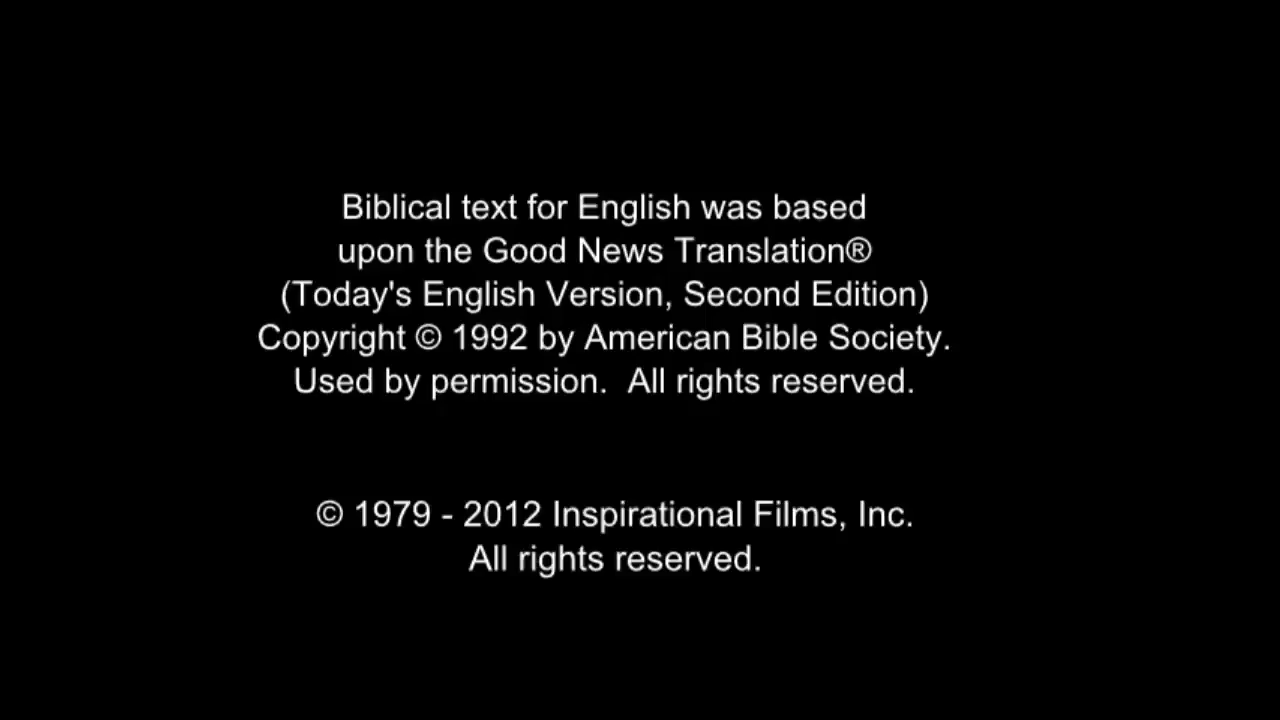 Biblical text for English was based
upon the Good News Translation®
(Today's English Version, Second Edition)
Copyright © 1992 by American Bible Society.
Used by permission.  All rights reserved.
© 1979 - 2012 Inspirational Films, Inc.
All rights reserved.